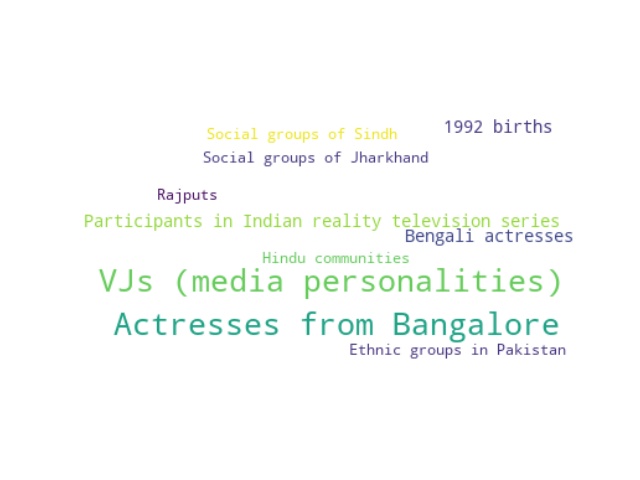 1992 births
Social groups of Sindh
Social groups of Jharkhand
Rajputs
Participants in Indian reality television series
Bengali actresses
Hindu communities
VJs (media personalities)
Actresses from Bangalore
Ethnic groups in Pakistan